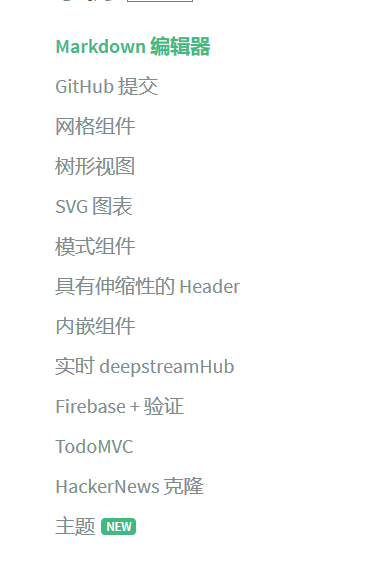 Markdown 编辑器
GitHub 提交
网格组件
树形视图
SVG 图表
模式组件
具有伸缩性的 Header
内嵌组件
实时 deepstreamHub
Firebase + 验证
TodoMVC
HackerNews 克隆
主题 NEW